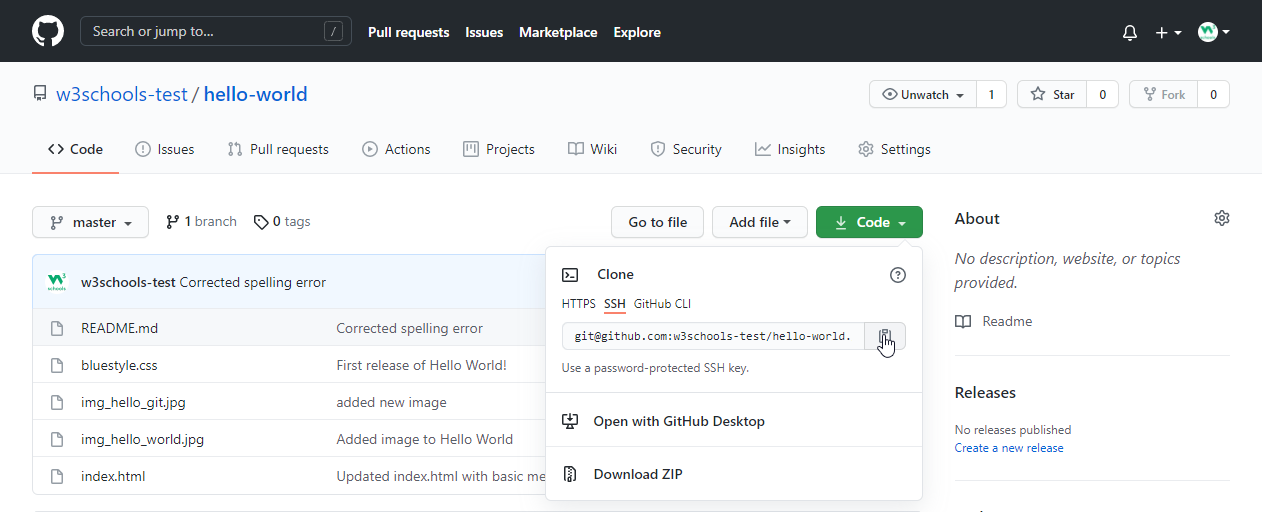 Search or jump to... / Pull requests Issues Marketplace Explore
w3schools-test / hello-world Unwatch 1 Star 0 Fork 0
Code Issues Pull requests Actions Projects Wiki Security Insights Settings
master 1 branch 0 tags Go to file Add file Code
w3schools-test Corrected spelling error
README.md Corrected spelling error
bluestyle.css First release of Hello World!
img_hello_git.jpg added new image
img_hello_world.jpg Added image to Hello World
index.html Updated index.html with basic me
Clone
HTTPS SSH GitHub CLI
git@github.com:w3schools-test/hello-world.
Use a password-protected SSH key.
Open with GitHub Desktop
Download ZIP
About
No description, website, or topics
provided.
Readme
Releases
No releases published
Create a new release